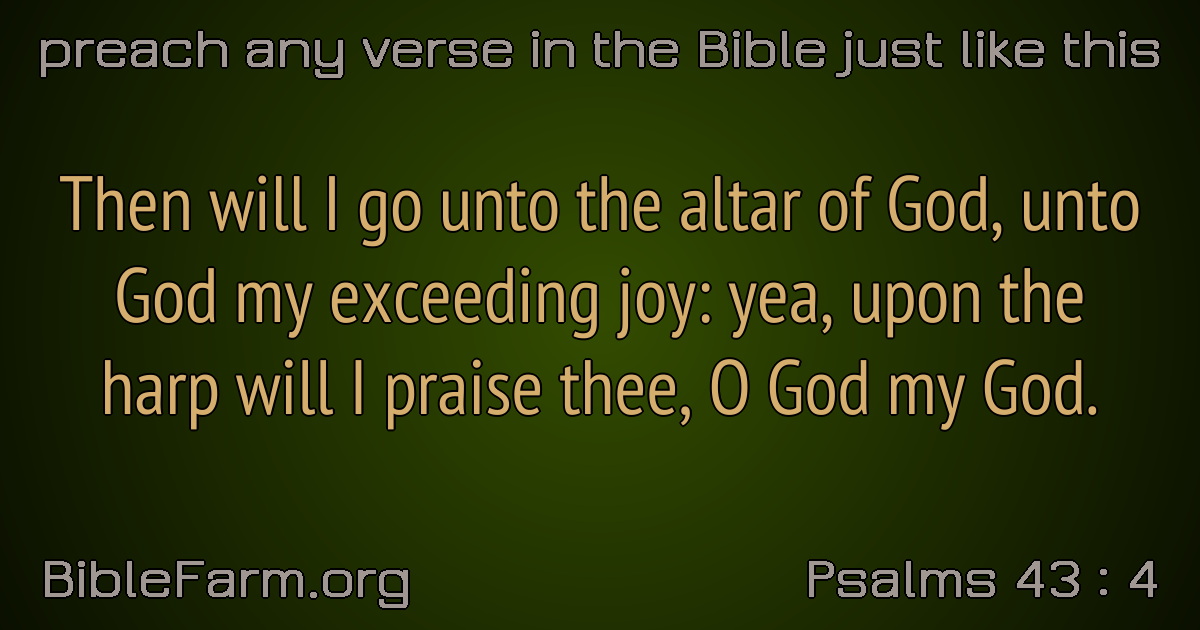 preach any verse in the Bible just like this
Then will I go unto the altar of God, unto
God my exceeding joy: yea, upon the
harp will I praise thee, O God my God.
BibleFarm.org
Psalms 43 : 4